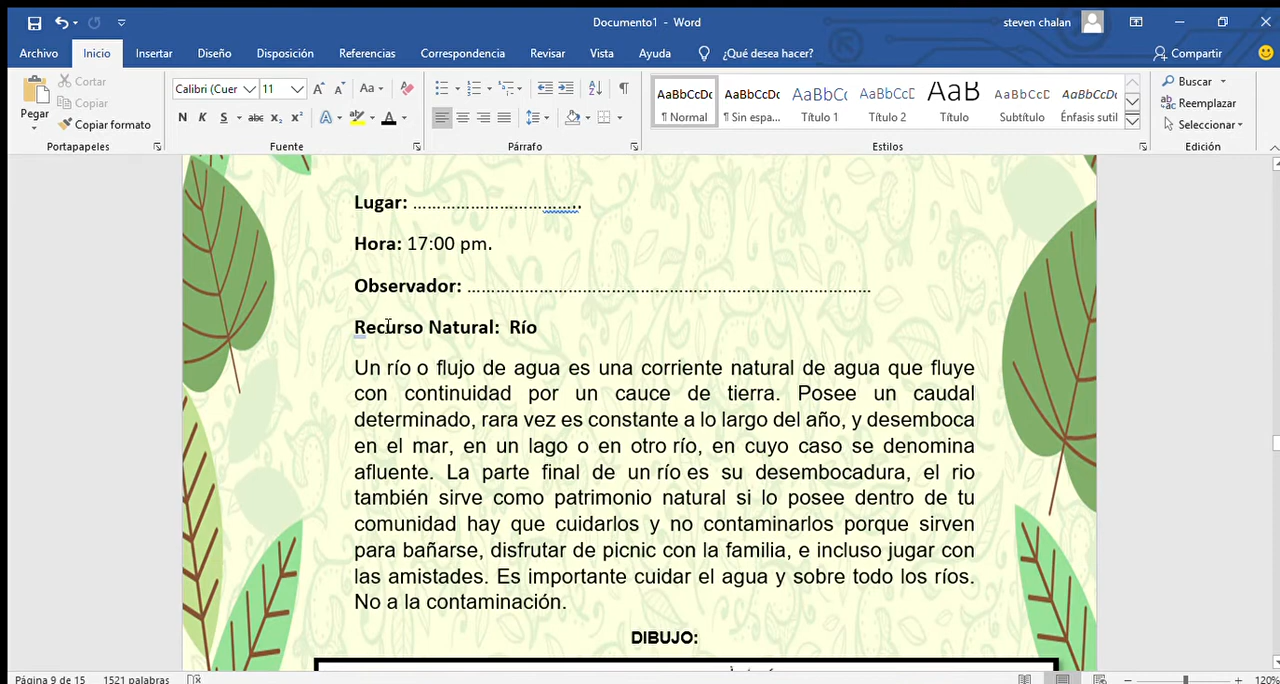 Documento1 - Word
steven chalan
Archivo Inicio Insertar Diseño Disposición Referencias Correspondencia Revisar Vista Ayuda ¿Qué desea hacer? Compartir
Pegar
Cortar
Copiar
Copiar formato
Portapapeles
Calibri (Cuer 11
Aa
N K S abc x₂ x²
Fuente
Párrafo
AaBbCcDc AaBbCcDc AaBbCc AaBbCcD AaB AaBbCcD AaBbCcDc
¶ Normal ¶ Sin espa... Título 1 Título 2 Título Subtítulo Énfasis sutil
Estilos
Buscar
Reemplazar
Seleccionar
Edición
Lugar: ……………………………..
Hora: 17:00 pm.
Observador: ……………………………………………………………………
Recurso Natural: Río
Un río o flujo de agua es una corriente natural de agua que fluye
con continuidad por un cauce de tierra. Posee un caudal
determinado, rara vez es constante a lo largo del año, y desemboca
en el mar, en un lago o en otro río, en cuyo caso se denomina
afluente. La parte final de un río es su desembocadura, el rio
también sirve como patrimonio natural si lo posee dentro de tu
comunidad hay que cuidarlos y no contaminarlos porque sirven
para bañarse, disfrutar de picnic con la familia, e incluso jugar con
las amistades. Es importante cuidar el agua y sobre todo los ríos.
No a la contaminación.
DIBUJO:
Página 9 de 15 1521 palabras 120%